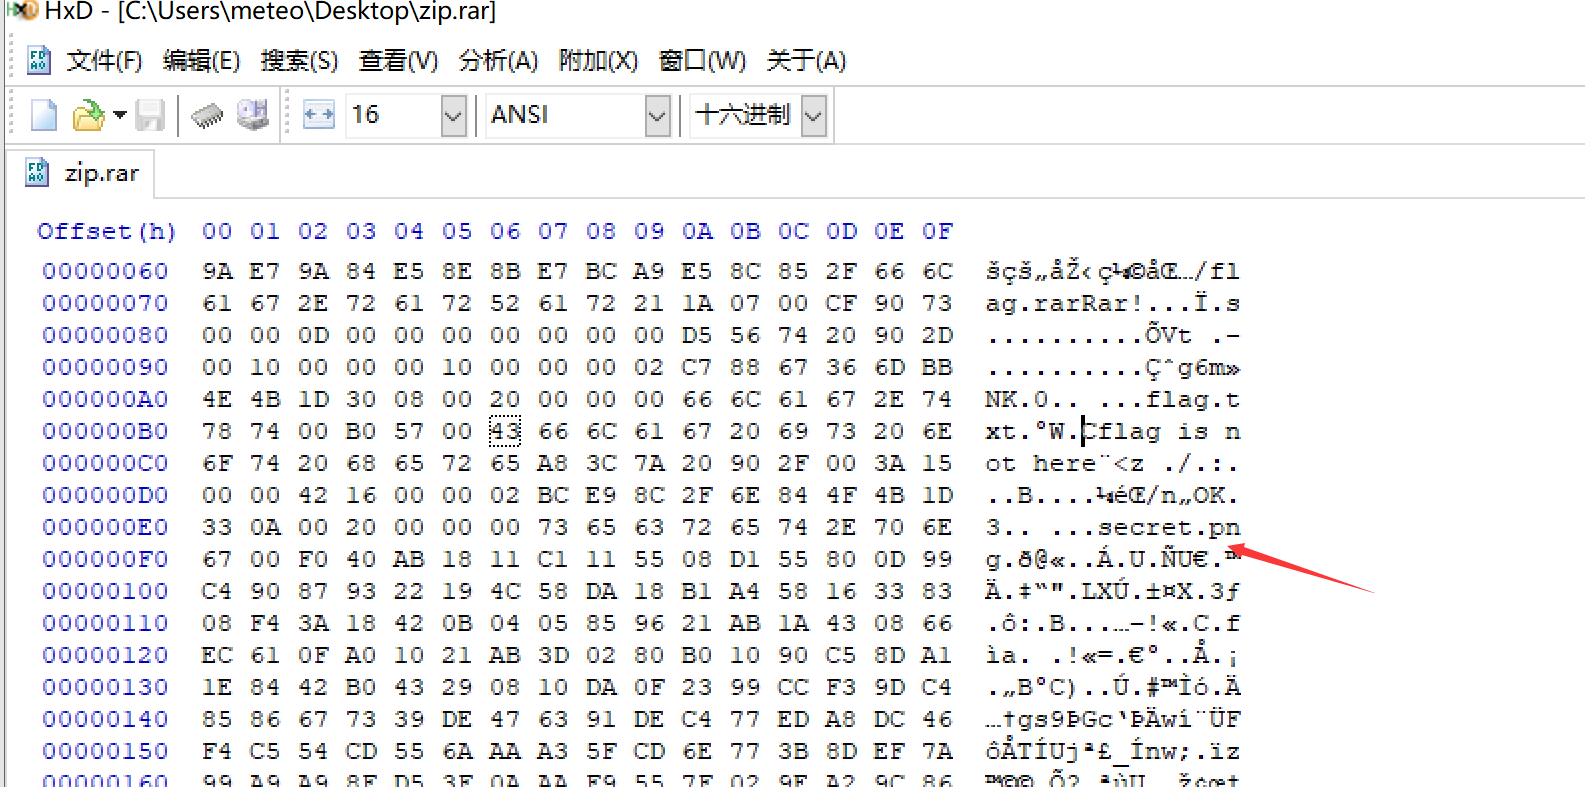 HxD - [C:\Users\meteo\Desktop\zip.rar]
文件(F) 编辑(E) 搜索(S) 查看(V) 分析(A) 附加(X) 窗口(W) 关于(A)
16 ANSI 十六进制
zip.rar
Offset(h) 00 01 02 03 04 05 06 07 08 09 0A 0B 0C 0D 0E 0F
00000060 9A E7 9A 84 E5 8E 8B E7 BC A9 E5 8C 85 2F 66 6C šçš„åŽ‹ç¼©åŒ…/fl
00000070 61 67 2E 72 61 72 52 61 72 21 1A 07 00 CF 90 73 ag.rarRar!...Ï.s
00000080 00 00 0D 00 00 00 00 00 00 00 D5 56 74 20 90 2D ..........ÕVt .-
00000090 00 10 00 00 00 10 00 00 00 02 C7 88 67 36 6D BB ..........Çˆg6m»
000000A0 4E 4B 1D 30 08 00 20 00 00 00 66 6C 61 67 2E 74 NK.0.. ...flag.t
000000B0 78 74 00 B0 57 00 43 66 6C 61 67 20 69 73 20 6E xt.°W.Cflag is n
000000C0 6F 74 20 68 65 72 65 A8 3C 7A 20 90 2F 00 3A 15 ot here¨<z ./.:.
000000D0 00 00 42 16 00 00 02 BC E9 8C 2F 6E 84 4F 4B 1D ..B....¼éŒ/n„OK.
000000E0 33 0A 00 20 00 00 00 73 65 63 72 65 74 2E 70 6E 3.. ...secret.pn
000000F0 67 00 F0 40 AB 18 11 C1 11 55 08 D1 55 80 0D 99 g.ð@«..Á.U.ÑU€.™
00000100 C4 90 87 93 22 19 4C 58 DA 18 B1 A4 58 16 33 83 Ä.‡“".LXÚ.±¤X.3ƒ
00000110 08 F4 3A 18 42 0B 04 05 85 96 21 AB 1A 43 08 66 .ô:.B...…–!«.C.f
00000120 EC 61 0F A0 10 21 AB 3D 02 80 B0 10 90 C5 8D A1 ìa. .!«=.€°..Å.¡
00000130 1E 84 42 B0 43 29 08 10 DA 0F 23 99 CC F3 9D C4 .„B°C)..Ú.#™Ìó.Ä
00000140 85 86 67 73 39 DE 47 63 91 DE C4 77 ED A8 DC 46 …†gs9ÞGc‘ÞÄwí¨ÜF
00000150 F4 C5 54 CD 55 6A AA A3 5F CD 6E 77 3B 8D EF 7A ôÅTÍUjª£_Ínw;.ïz
00000160 99 A9 A9 8F D5 3F 0A AA F9 55 7F 02 9E A2 9C 86